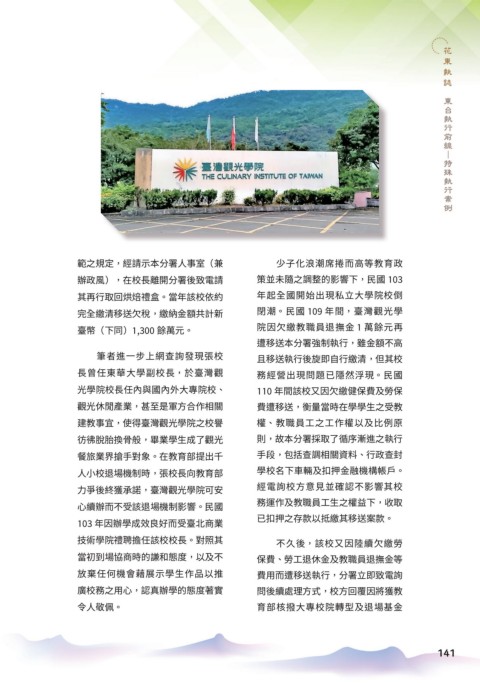 花東執誌 東台執行前線—特殊執行案例
臺灣觀光學院
THE CULINARY INSTITUTE OF TAIWAN
範之規定，經請示本分署人事室（兼
辦政風），在校長離開分署後致電請
其再行取回烘焙禮盒。當年該校依約
完全繳清移送欠稅，繳納金額共計新
臺幣（下同）1,300 餘萬元。
筆者進一步上網查詢發現張校
長曾任東華大學副校長，於臺灣觀
光學院校長任內與國內外大專院校、
觀光休閒產業，甚至是軍方合作相關
建教事宜，使得臺灣觀光學院之校譽
彷彿脫胎換骨般，畢業學生成了觀光
餐旅業界搶手對象。在教育部提出千
人小校退場機制時，張校長向教育部
力爭後終獲承諾，臺灣觀光學院可安
心續辦而不受該退場機制影響。民國
103 年因辦學成效良好而受臺北商業
技術學院禮聘擔任該校校長。對照其
當初到場協商時的謙和態度，以及不
放棄任何機會藉展示學生作品以推
廣校務之用心，認真辦學的態度著實
令人敬佩。
少子化浪潮席捲而高等教育政
策並未隨之調整的影響下，民國 103
年起全國開始出現私立大學院校倒
閉潮。民國 109 年間，臺灣觀光學
院因欠繳教職員退撫金 1 萬餘元再
遭移送本分署強制執行，雖金額不高
且移送執行後旋即自行繳清，但其校
務經營出現問題已隱然浮現。民國
110 年間該校又因欠繳健保費及勞保
費遭移送，衡量當時在學學生之受教
權、教職員工之工作權以及比例原
則，故本分署採取了循序漸進之執行
手段，包括查調相關資料、行政查封
學校名下車輛及扣押金融機構帳戶。
經電詢校方意見並確認不影響其校
務運作及教職員工生之權益下，收取
已扣押之存款以抵繳其移送案款。
不久後，該校又因陸續欠繳勞
保費、勞工退休金及教職員退撫金等
費用而遭移送執行，分署立即致電詢
問後續處理方式，校方回覆因將獲教
育部核撥大專校院轉型及退場基金
141